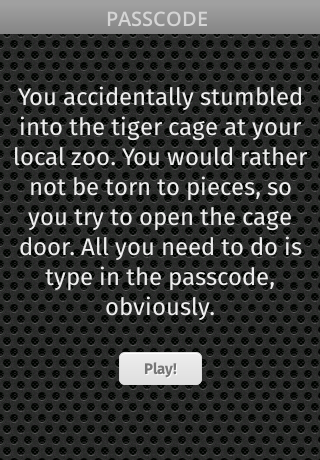 PASSCODE
You accidentally stumbled
into the tiger cage at your
local zoo. You would rather
not be torn to pieces, so
you try to open the cage
door. All you need to do is
type in the passcode,
obviously.
Play!